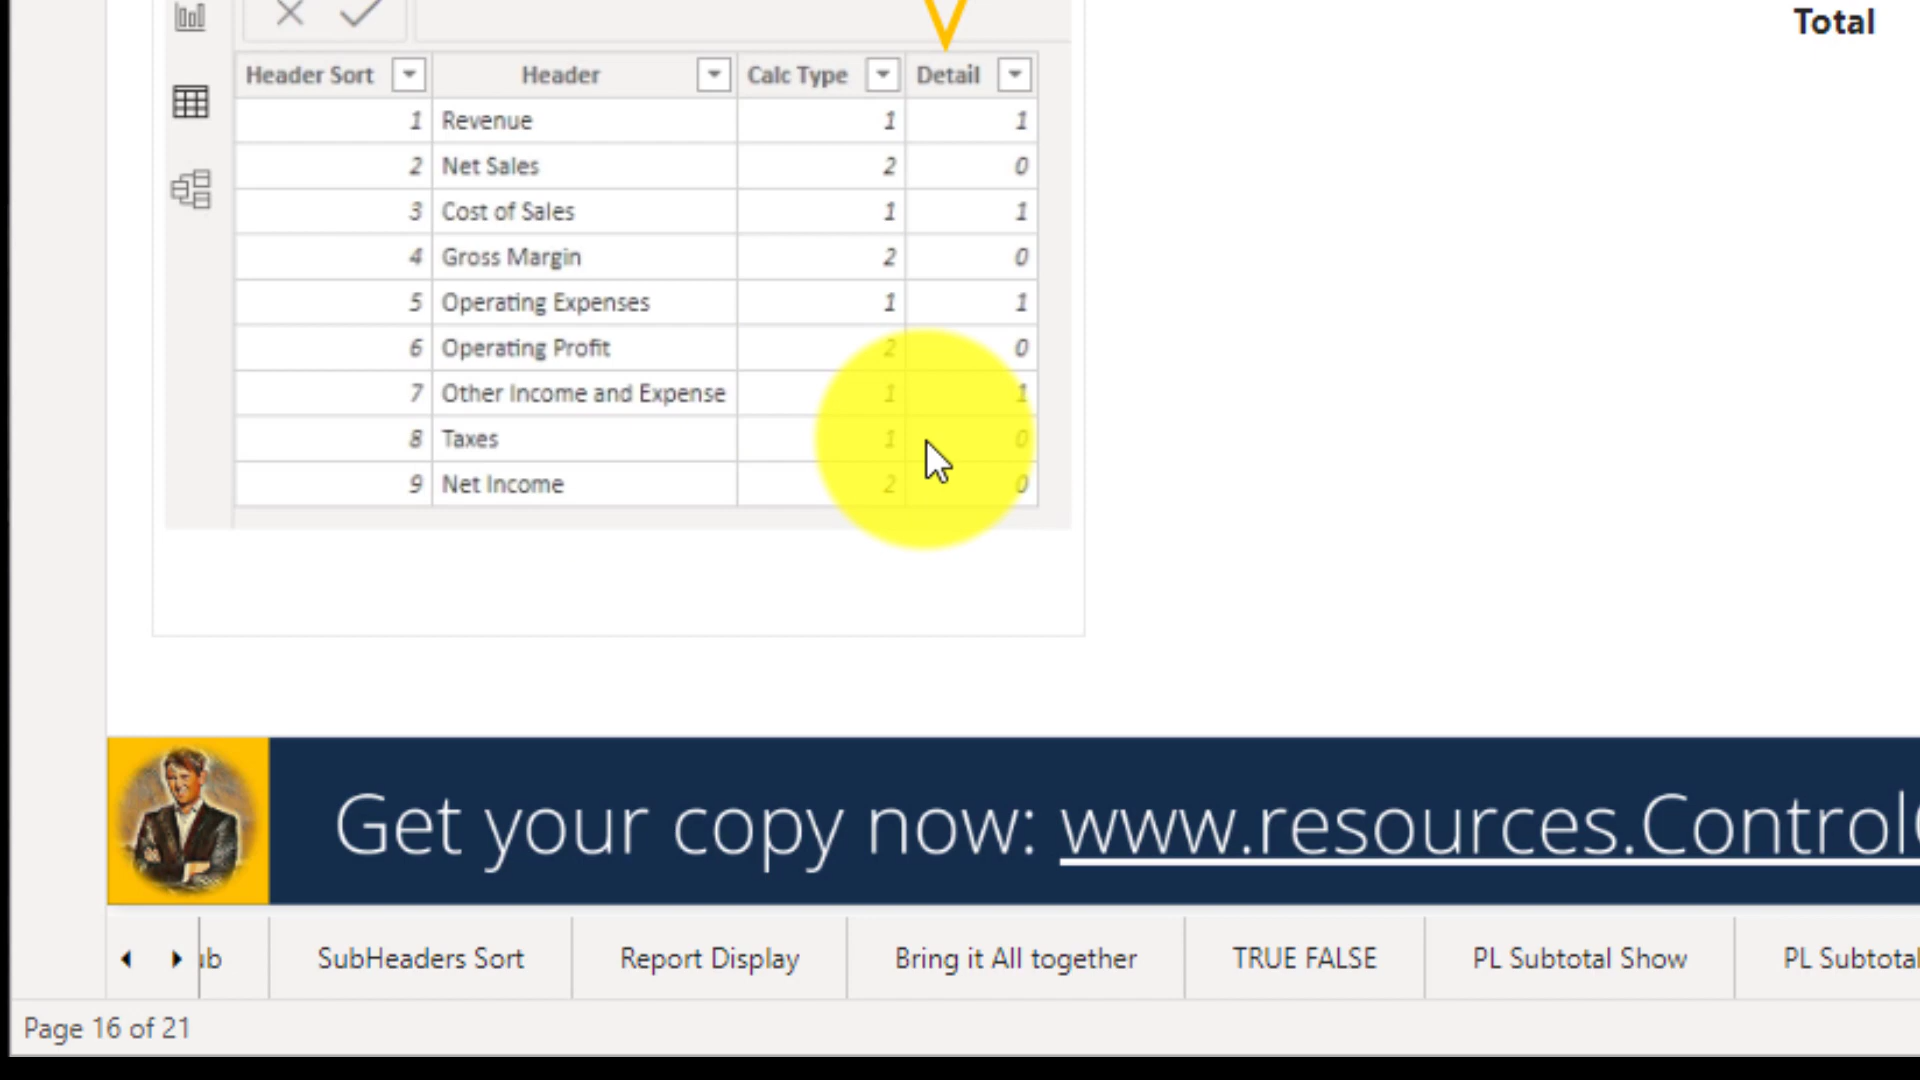 Total
Header Sort Header Calc Type Detail
1 Revenue 1 1
2 Net Sales 2 0
3 Cost of Sales 1 1
4 Gross Margin 2 0
5 Operating Expenses 1 1
6 Operating Profit 2 0
7 Other Income and Expense 1 1
8 Taxes 1 0
9 Net Income 2 0
Get your copy now: www.resources.Control
ub SubHeaders Sort Report Display Bring it All together TRUE FALSE PL Subtotal Show PL Subtotal
Page 16 of 21